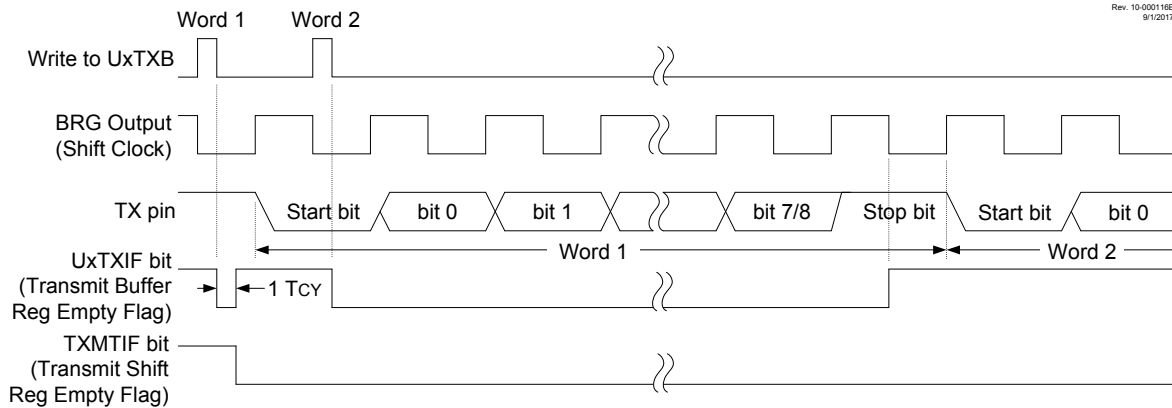 Rev. 10-000116B
9/1/2017
Word 1
Word 2
Write to UxTXB
BRG Output
(Shift Clock)
TX pin
Start bit
bit 0
bit 1
bit 7/8
Stop bit
Start bit
bit 0
Word 1
Word 2
UxTXIF bit
(Transmit Buffer
Reg Empty Flag)
1 TCY
TXMTIF bit
(Transmit Shift
Reg Empty Flag)